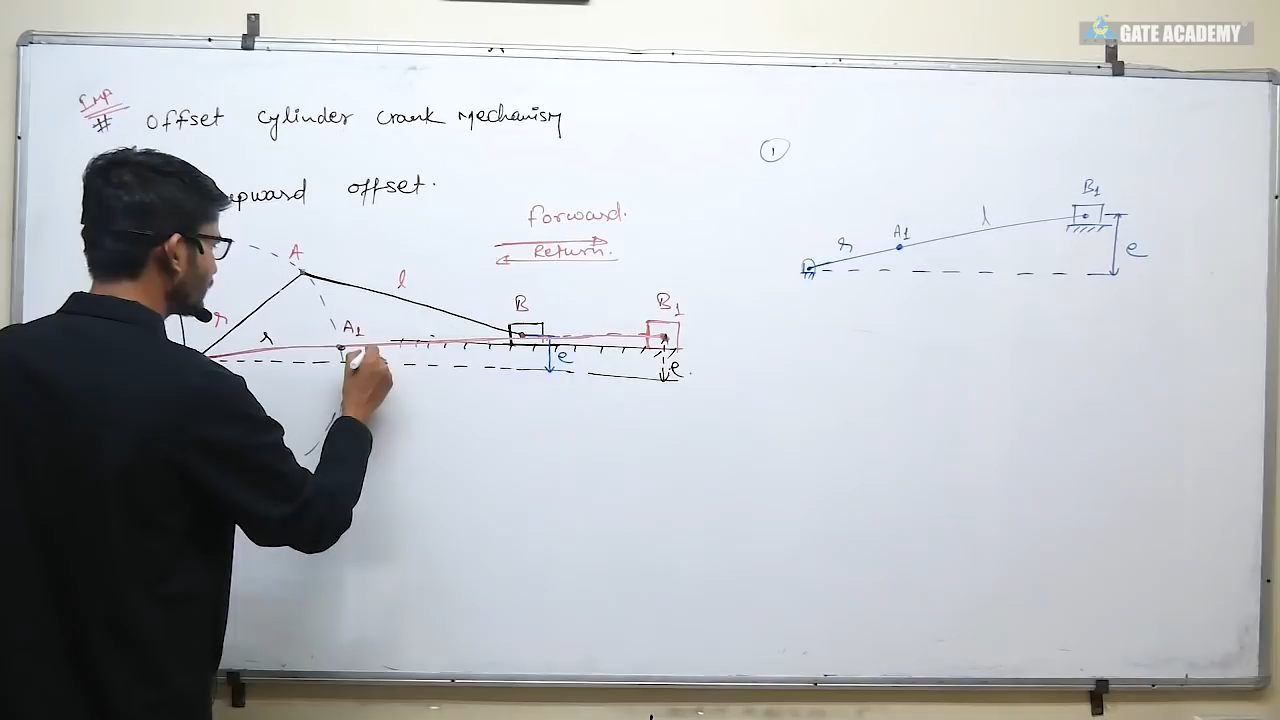 GATE ACADEMY
Imp
# Offset cylinder crank Mechanism
upward offset.
forward.
Return.
A
l
r
r
A1
B
B1
e
e.
1
B1
l
A1
r
e